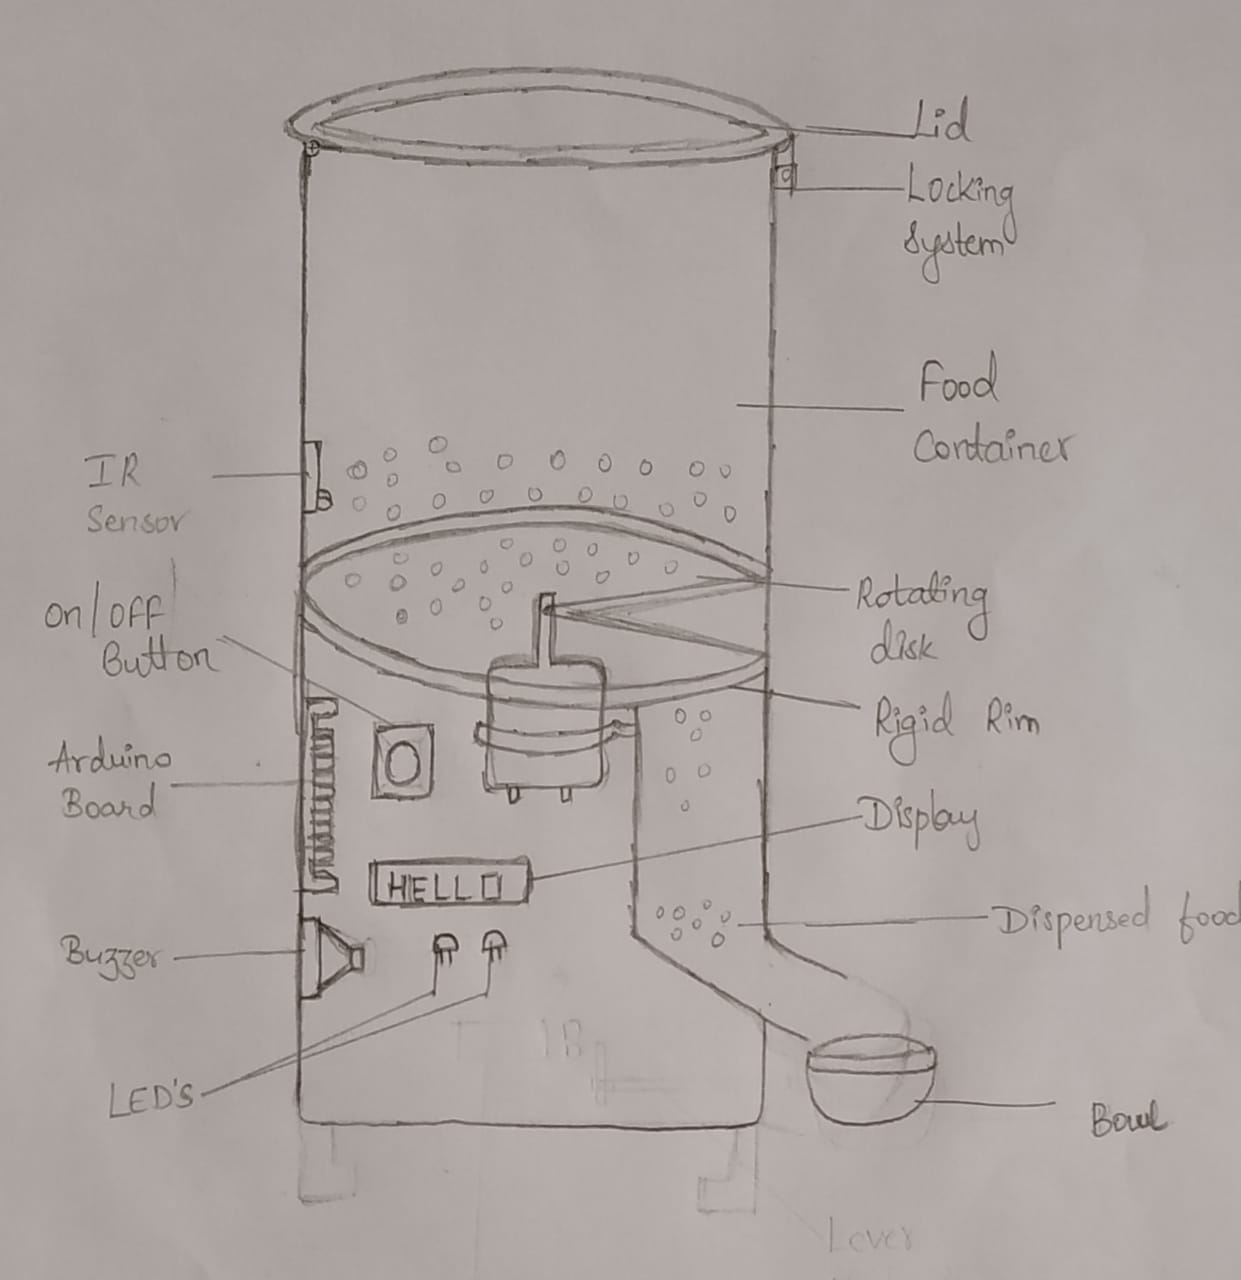 Lid
Locking
System
Food
Container
IR
Sensor
On/Off
Button
Rotating
disk
Rigid Rim
Arduino
Board
Display
HELLO
Dispensed food
Buzzer
LED'S
Bowl
Lever